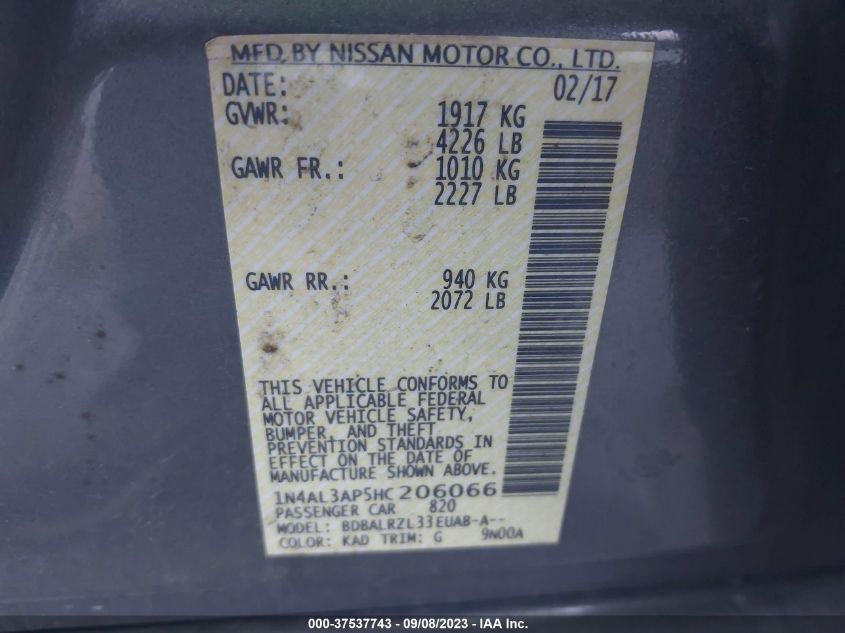 MFD. BY NISSAN MOTOR CO., LTD.
DATE: 02/17
GVWR: 1917 KG
4226 LB
GAWR FR.: 1010 KG
2227 LB
GAWR RR.: 940 KG
2072 LB
THIS VEHICLE CONFORMS TO
ALL APPLICABLE FEDERAL
MOTOR VEHICLE SAFETY,
BUMPER, AND THEFT
PREVENTION STANDARDS IN
EFFECT ON THE DATE OF
MANUFACTURE SHOWN ABOVE.
1N4AL3AP5HC206066
PASSENGER CAR 820
MODEL: BDBALRZL33EUAB-A--
COLOR: KAD TRIM: G 9N00A
000-37537743 - 09/08/2023 - IAA Inc.